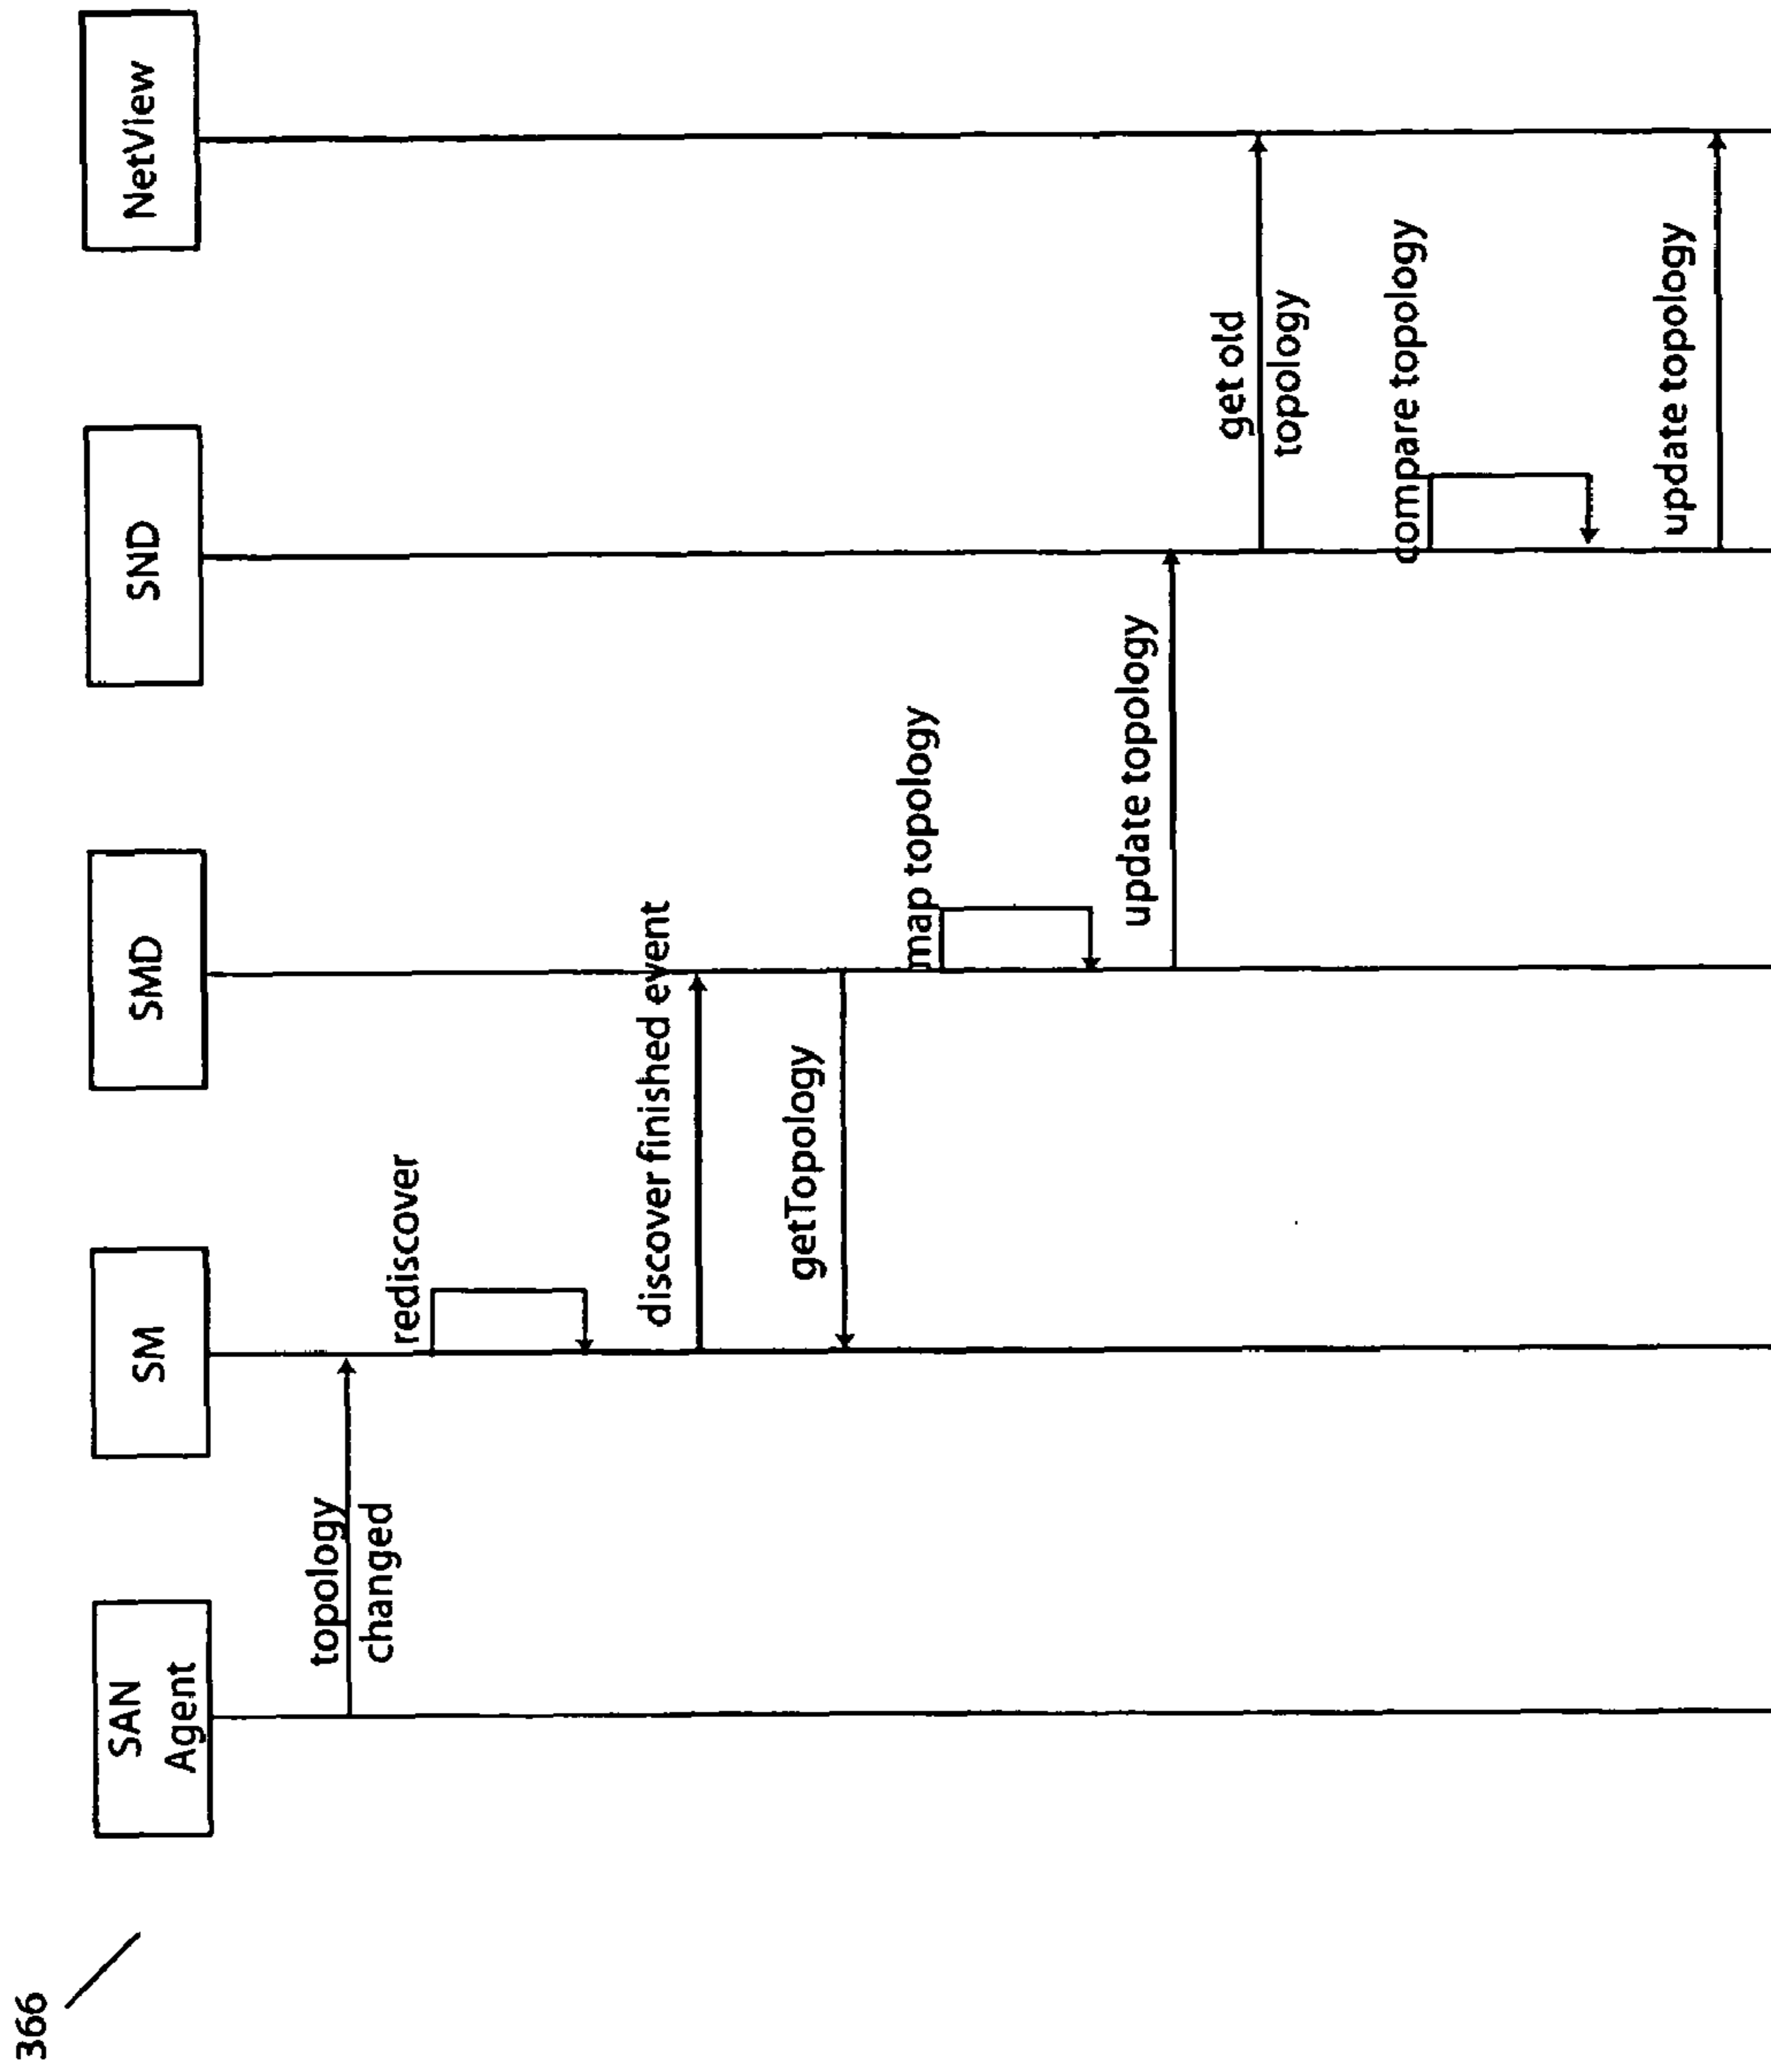 366
SAN
Agent
SM
SMD
SND
NetView
topology
changed
rediscover
discover finished event
getTopology
map topology
update topology
get old
topology
compare topology
update topology